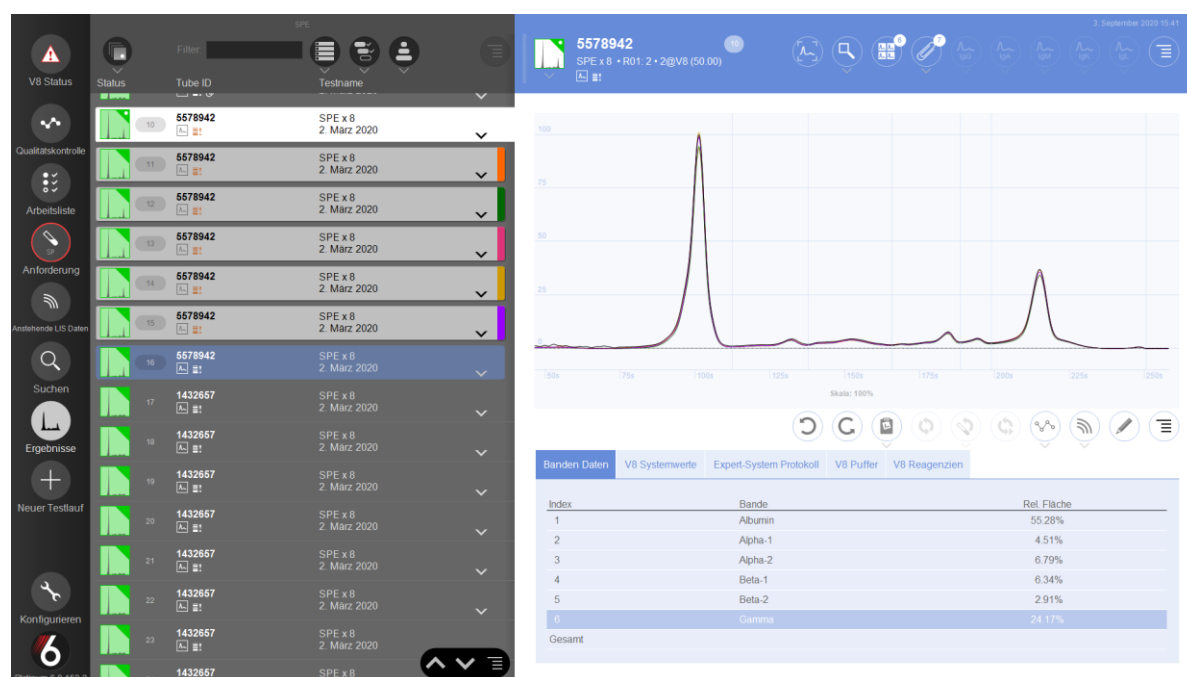 SPE
3. September 2020 15:41
V8 Status
Qualitätskontrolle
Arbeitsliste
SP
Anforderung
Anstehende LIS Daten
Suchen
Ergebnisse
Neuer Testlauf
Konfigurieren
6
Filter:
Status
Tube ID
Testname
10
5578942
SPE x 8
2. März 2020
11
5578942
SPE x 8
2. März 2020
12
5578942
SPE x 8
2. März 2020
13
5578942
SPE x 8
2. März 2020
14
5578942
SPE x 8
2. März 2020
15
5578942
SPE x 8
2. März 2020
16
5578942
SPE x 8
2. März 2020
17
1432657
SPE x 8
2. März 2020
18
1432657
SPE x 8
2. März 2020
19
1432657
SPE x 8
2. März 2020
20
1432657
SPE x 8
2. März 2020
21
1432657
SPE x 8
2. März 2020
22
1432657
SPE x 8
2. März 2020
23
1432657
SPE x 8
2. März 2020
1432657
SPE x 8
5578942
10
SPE x 8 • R01: 2 • 2@V8 (50.00)
6
7
IgG
IgA
IgM
IgK
IgL
100
75
50
25
0
50s 75s 100s 125s 150s 175s 200s 225s 250s
Skala: 100%
Banden Daten V8 Systemwerte Expert-System Protokoll V8 Puffer V8 Reagenzien
Index Bande Rel. Fläche
1 Albumin 55.28%
2 Alpha-1 4.51%
3 Alpha-2 6.79%
4 Beta-1 6.34%
5 Beta-2 2.91%
6 Gamma 24.17%
Gesamt